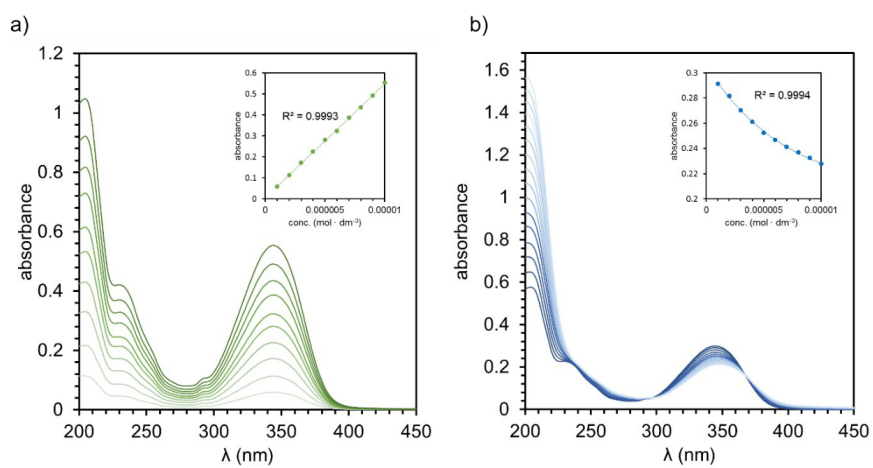 a)
1.2
1
0.8
0.6
0.4
0.2
0
absorbance
200 250 300 350 400 450
λ (nm)
0.6
0.5
0.4
0.3
0.2
0.1
0
absorbance
R² = 0.9993
0 0.000005 0.00001
conc. (mol · dm⁻³)
b)
1.6
1.4
1.2
1
0.8
0.6
0.4
0.2
0
absorbance
200 250 300 350 400 450
λ (nm)
0.3
0.28
0.26
0.24
0.22
0.2
absorbance
R² = 0.9994
0 0.000005 0.00001
conc. (mol · dm⁻³)